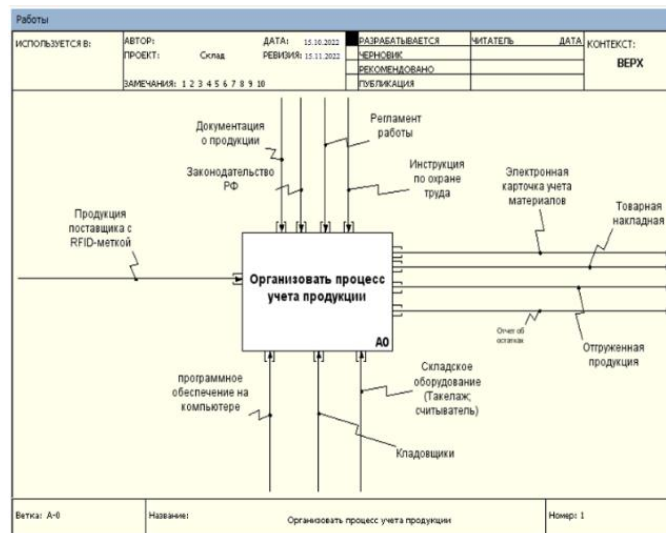 Работы
ИСПОЛЬЗУЕТСЯ В:
АВТОР:
ДАТА: 15.10.2022
ПРОЕКТ: Склад
РЕВИЗИЯ: 15.11.2022
ЗАМЕЧАНИЯ: 1 2 3 4 5 6 7 8 9 10
РАЗРАБАТЫВАЕТСЯ
ЧЕРНОВИК
РЕКОМЕНДОВАНО
ПУБЛИКАЦИЯ
ЧИТАТЕЛЬ
ДАТА
КОНТЕКСТ:
ВЕРХ
Документация
о продукции
Законодательство
РФ
Регламент
работы
Инструкция
по охране
труда
Продукция
поставщика с
RFID-меткой
Электронная
карточка учета
материалов
Товарная
накладная
Организовать процесс
учета продукции
A0
Отчет об
остатках
Отгруженная
продукция
программное
обеспечение на
компьютере
Складское
оборудование
(Такелаж;
считыватель)
Кладовщики
Ветка: A-0
Название:
Организовать процесс учета продукции
Номер: 1